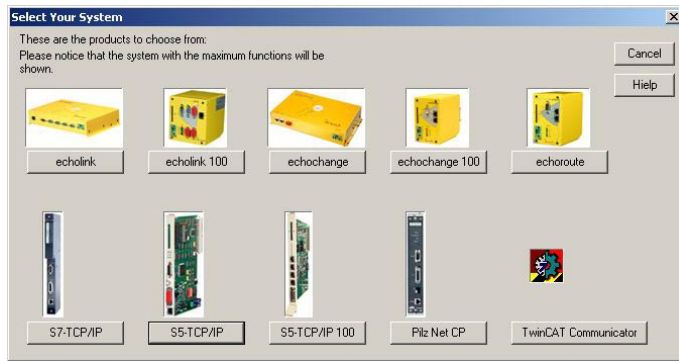 Select Your System
These are the products to choose from:
Please notice that the system with the maximum functions will be
shown.
Cancel
Hielp
echolink
echolink 100
echochange
echochange 100
echoroute
S7-TCP/IP
S5-TCP/IP
S5-TCP/IP 100
Pilz Net CP
TwinCAT Communicator